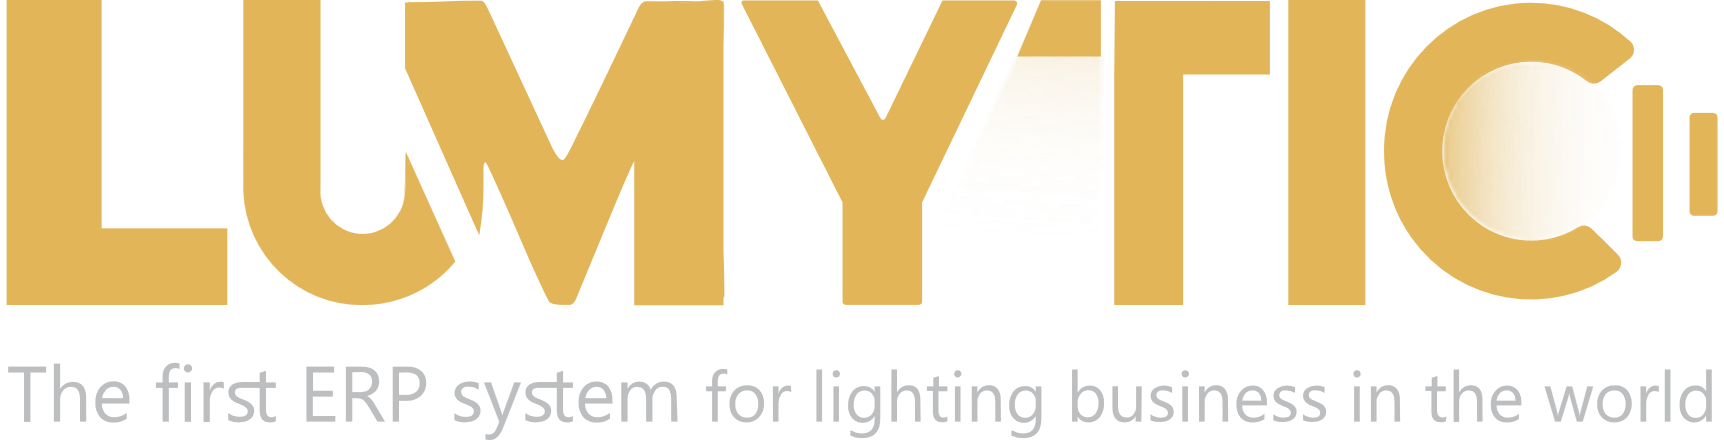 LUMYTIC
The first ERP system for lighting business in the world